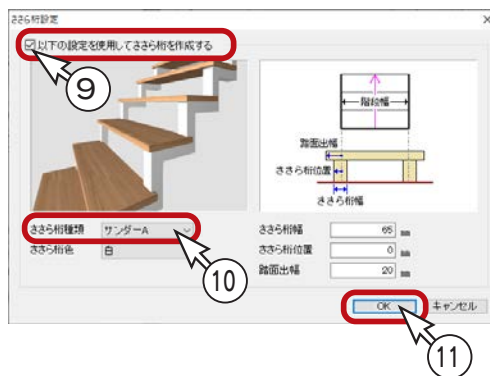 ささら桁設定
以下の設定を使用してささら桁を作成する
⑨
階段幅
踏面出幅
ささら桁位置
ささら桁幅
ささら桁種類 サンダーA
ささら桁色 白
⑩
ささら桁幅 65 mm
ささら桁位置 0 mm
踏面出幅 20 mm
OK キャンセル
⑪